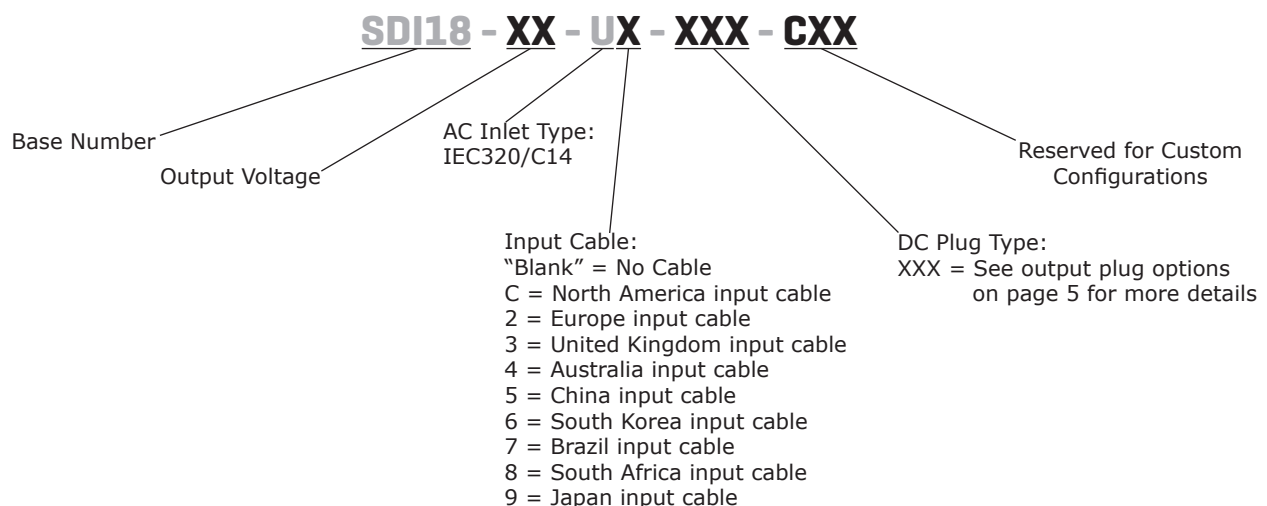 SDI18 - XX - UX - XXX - CXX
Base Number
Output Voltage
AC Inlet Type:
IEC320/C14
Reserved for Custom
Configurations
Input Cable:
“Blank” = No Cable
C = North America input cable
2 = Europe input cable
3 = United Kingdom input cable
4 = Australia input cable
5 = China input cable
6 = South Korea input cable
7 = Brazil input cable
8 = South Africa input cable
9 = Japan input cable
DC Plug Type:
XXX = See output plug options
on page 5 for more details